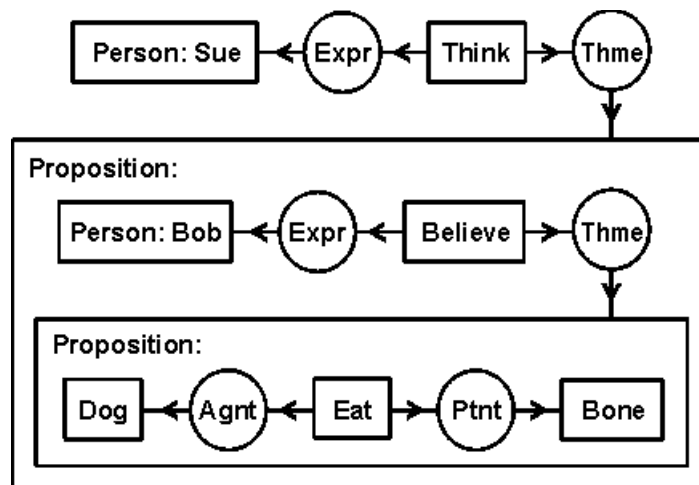 Person: Sue Expr Think Thme
Proposition:
Person: Bob Expr Believe Thme
Proposition:
Dog Agnt Eat Ptnt Bone